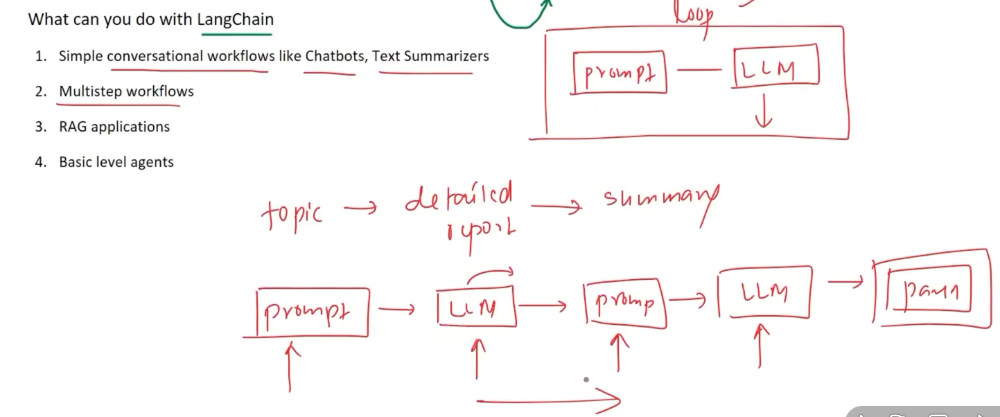 What can you do with LangChain
1. Simple conversational workflows like Chatbots, Text Summarizers
2. Multistep workflows
3. RAG applications
4. Basic level agents
loop
prompt LLM
topic → detailed → summary
report
prompt → LLM → promp → LLM →